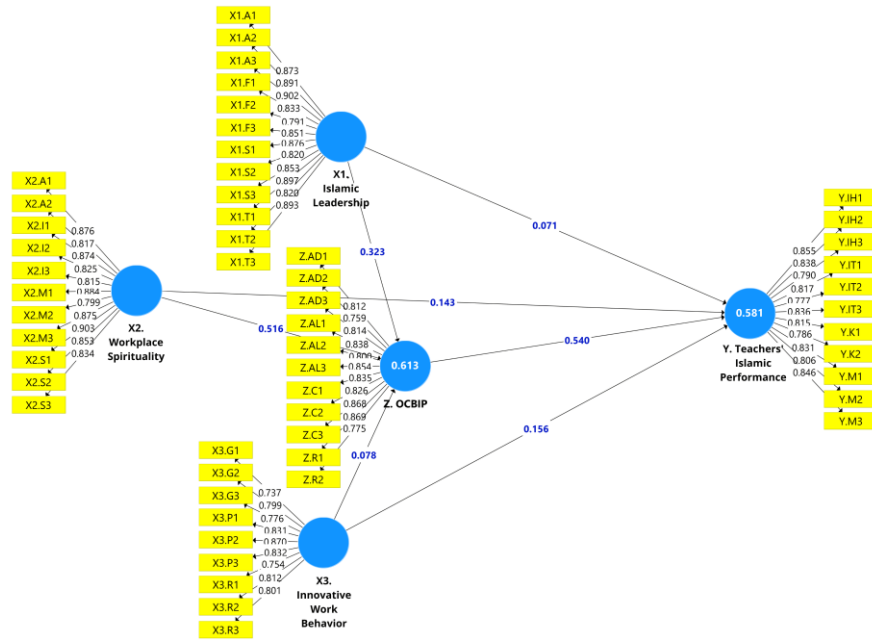 X1.A1
X1.A2
X1.A3
X1.F1
X1.F2
X1.F3
X1.S1
X1.S2
X1.S3
X1.T1
X1.T2
X1.T3
0.873
0.891
0.902
0.833
0.791
0.851
0.876
0.820
0.853
0.897
0.820
0.893
X1.
Islamic
Leadership
X2.A1
X2.A2
X2.I1
X2.I2
X2.I3
X2.M1
X2.M2
X2.M3
X2.S1
X2.S2
X2.S3
0.876
0.817
0.874
0.825
0.815
0.884
0.799
0.875
0.903
0.853
0.834
X2.
Workplace
Spirituality
0.323
0.071
0.143
0.516
0.540
0.078
0.156
Z.AD1
Z.AD2
Z.AD3
Z.AL1
Z.AL2
Z.AL3
Z.C1
Z.C2
Z.C3
Z.R1
Z.R2
0.812
0.759
0.814
0.838
0.854
0.835
0.826
0.868
0.869
0.775
0.613
Z. OCBIP
X3.G1
X3.G2
X3.G3
X3.P1
X3.P2
X3.P3
X3.R1
X3.R2
X3.R3
0.737
0.799
0.776
0.831
0.870
0.832
0.754
0.812
0.801
X3.
Innovative
Work
Behavior
0.581
Y. Teachers'
Islamic
Performance
0.855
0.838
0.790
0.817
0.777
0.836
0.815
0.786
0.831
0.806
0.846
Y.IH1
Y.IH2
Y.IH3
Y.IT1
Y.IT2
Y.IT3
Y.K1
Y.K2
Y.M1
Y.M2
Y.M3